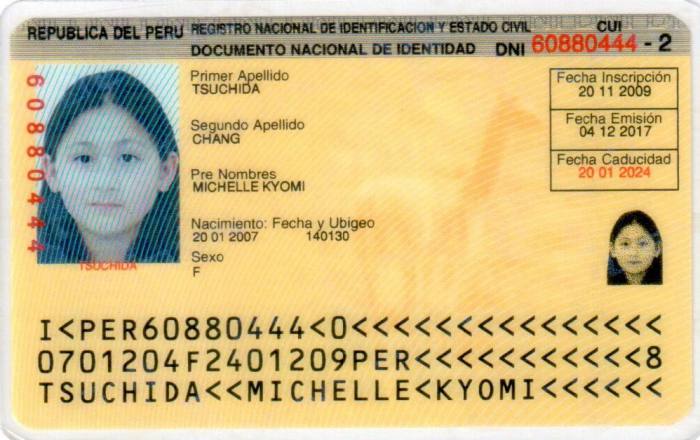 REPUBLICA DEL PERU REGISTRO NACIONAL DE IDENTIFICACION Y ESTADO CIVIL CUI
DOCUMENTO NACIONAL DE IDENTIDAD DNI 60880444 - 2
60880444
Primer Apellido
TSUCHIDA
Segundo Apellido
CHANG
Pre Nombres
MICHELLE KYOMI
Nacimiento: Fecha y Ubigeo
20 01 2007 140130
Sexo
F
Fecha Inscripción
20 11 2009
Fecha Emisión
04 12 2017
Fecha Caducidad
20 01 2024
TSUCHIDA
I<PER60880444<0<<<<<<<<<<<<<<<
0701204F2401209PER<<<<<<<<<<<8
TSUCHIDA<<MICHELLE<KYOMI<<<<<<